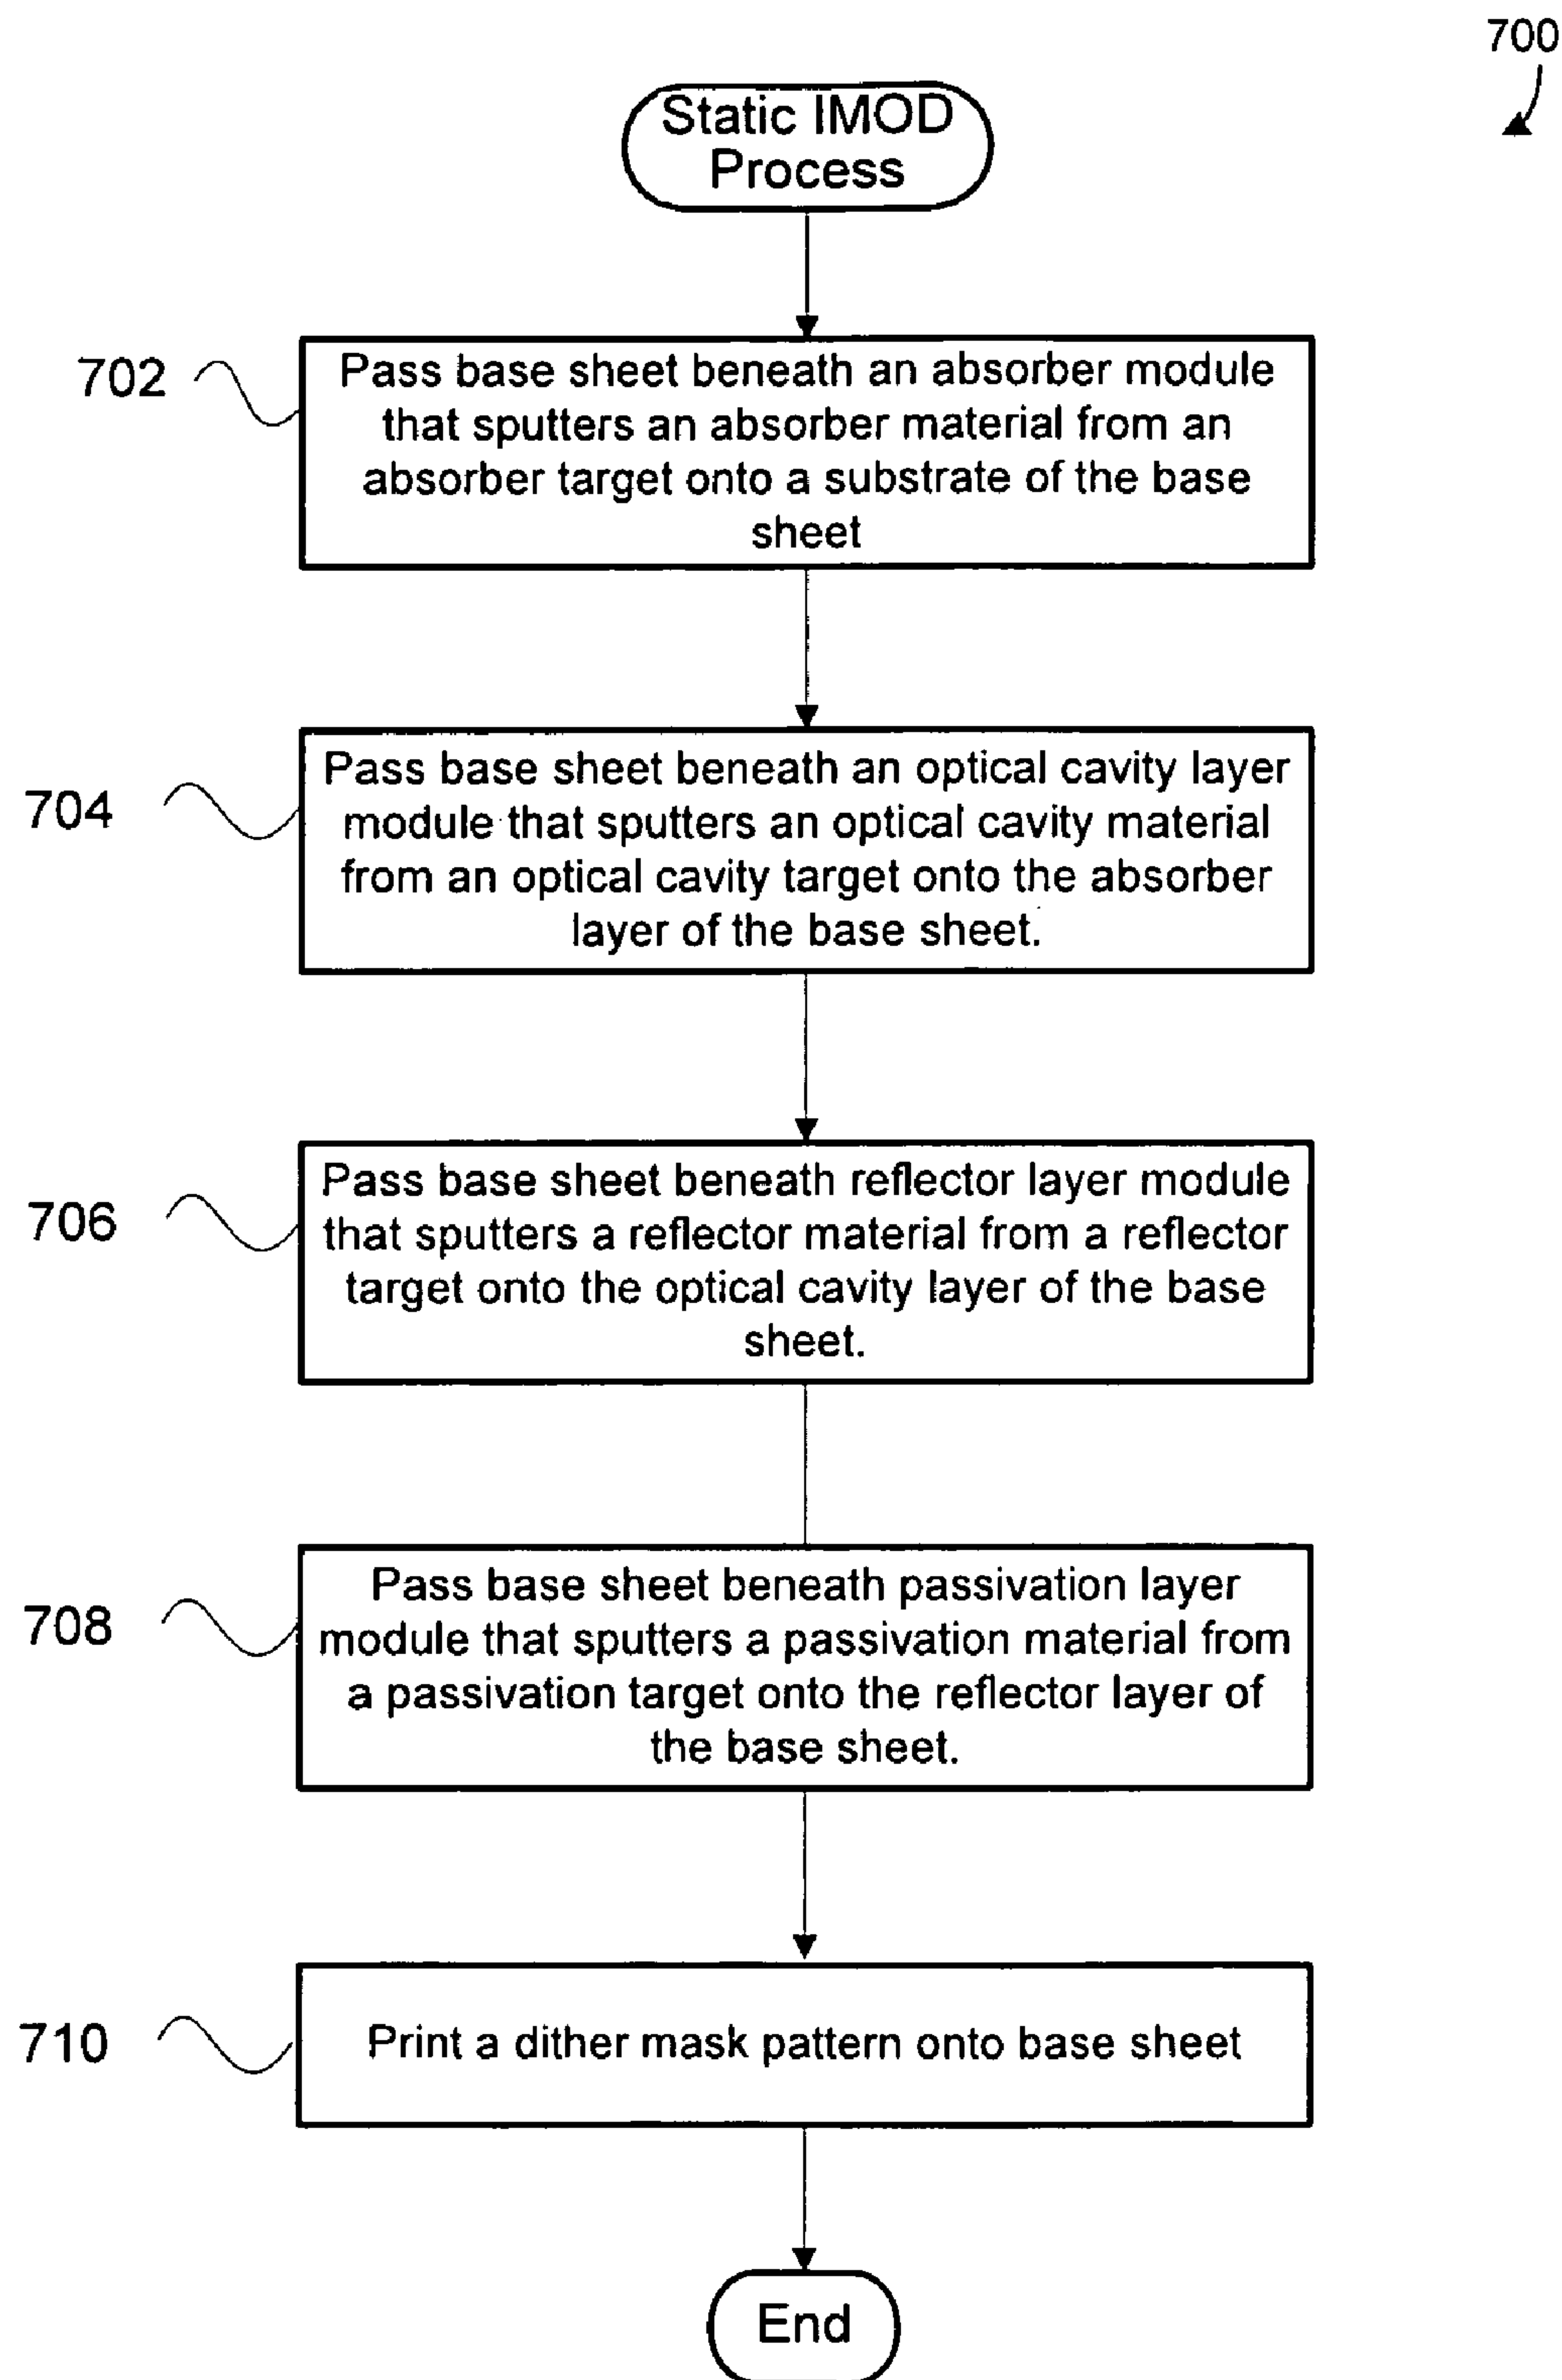 700
Static IMOD
Process
702
Pass base sheet beneath an absorber module
that sputters an absorber material from an
absorber target onto a substrate of the base
sheet
704
Pass base sheet beneath an optical cavity layer
module that sputters an optical cavity material
from an optical cavity target onto the absorber
layer of the base sheet.
706
Pass base sheet beneath reflector layer module
that sputters a reflector material from a reflector
target onto the optical cavity layer of the base
sheet.
708
Pass base sheet beneath passivation layer
module that sputters a passivation material from
a passivation target onto the reflector layer of
the base sheet.
710
Print a dither mask pattern onto base sheet
End